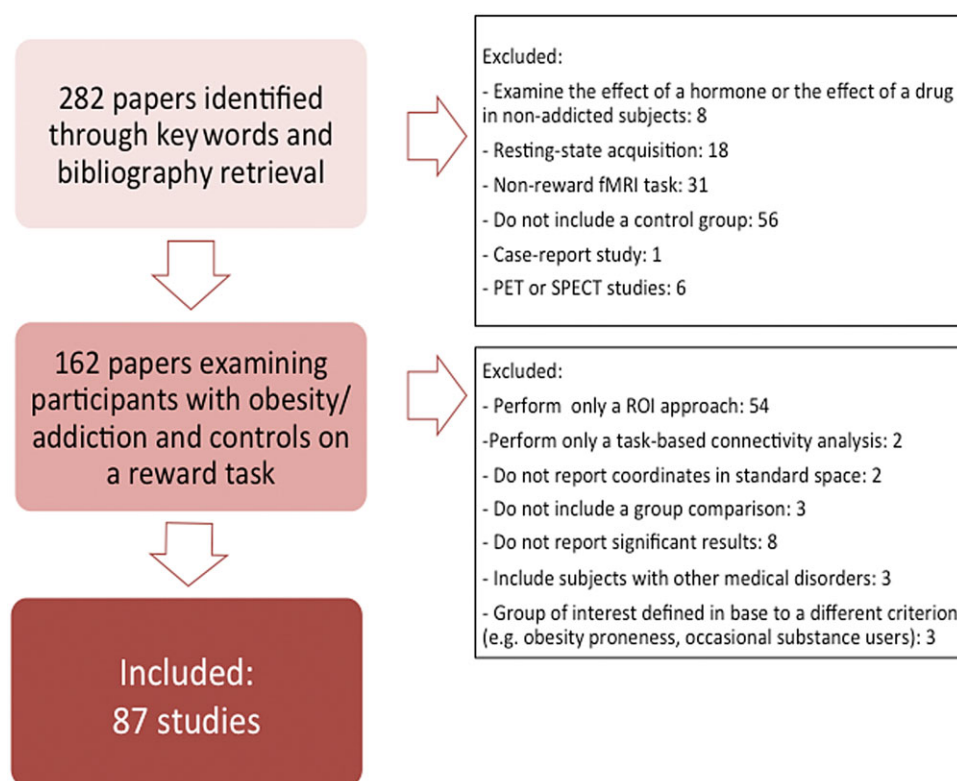 282 papers identified
through key words and
bibliography retrieval
Excluded:
- Examine the effect of a hormone or the effect of a drug
in non-addicted subjects: 8
- Resting-state acquisition: 18
- Non-reward fMRI task: 31
- Do not include a control group: 56
- Case-report study: 1
- PET or SPECT studies: 6
162 papers examining
participants with obesity/
addiction and controls on
a reward task
Excluded:
- Perform only a ROI approach: 54
-Perform only a task-based connectivity analysis: 2
- Do not report coordinates in standard space: 2
- Do not include a group comparison: 3
- Do not report significant results: 8
- Include subjects with other medical disorders: 3
- Group of interest defined in base to a different criterion
(e.g. obesity proneness, occasional substance users): 3
Included:
87 studies